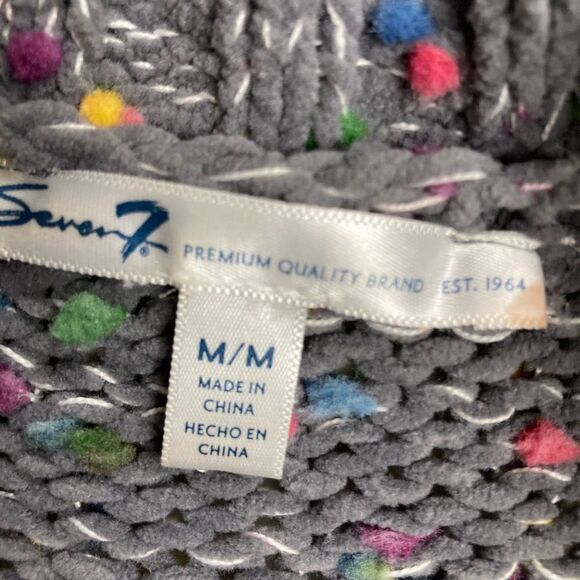 Seven7
PREMIUM QUALITY BRAND EST. 1964
M/M
MADE IN
CHINA
HECHO EN
CHINA